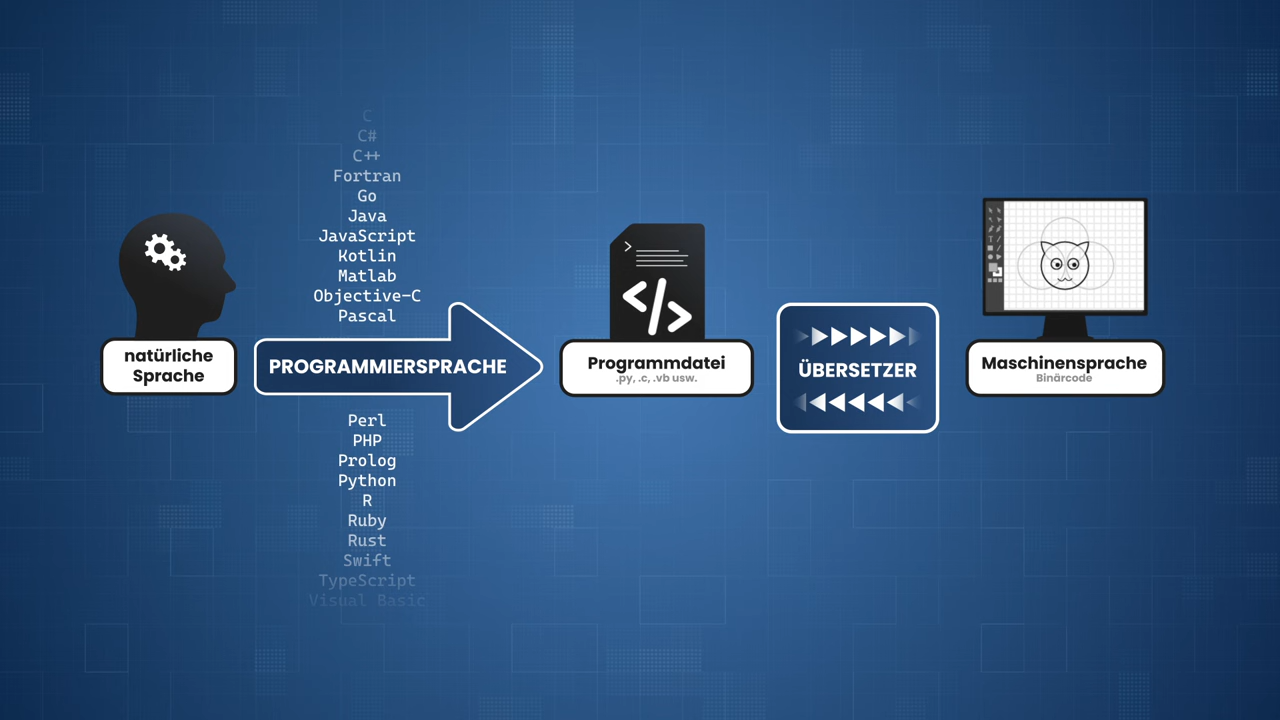 C
C#
C++
Fortran
Go
Java
JavaScript
Kotlin
Matlab
Objective-C
Pascal
natürliche
Sprache
PROGRAMMIERSPRACHE
Perl
PHP
Prolog
Python
R
Ruby
Rust
Swift
TypeScript
Visual Basic
Programmdatei
.py, .c, .vb usw.
ÜBERSETZER
Maschinensprache
Binärcode